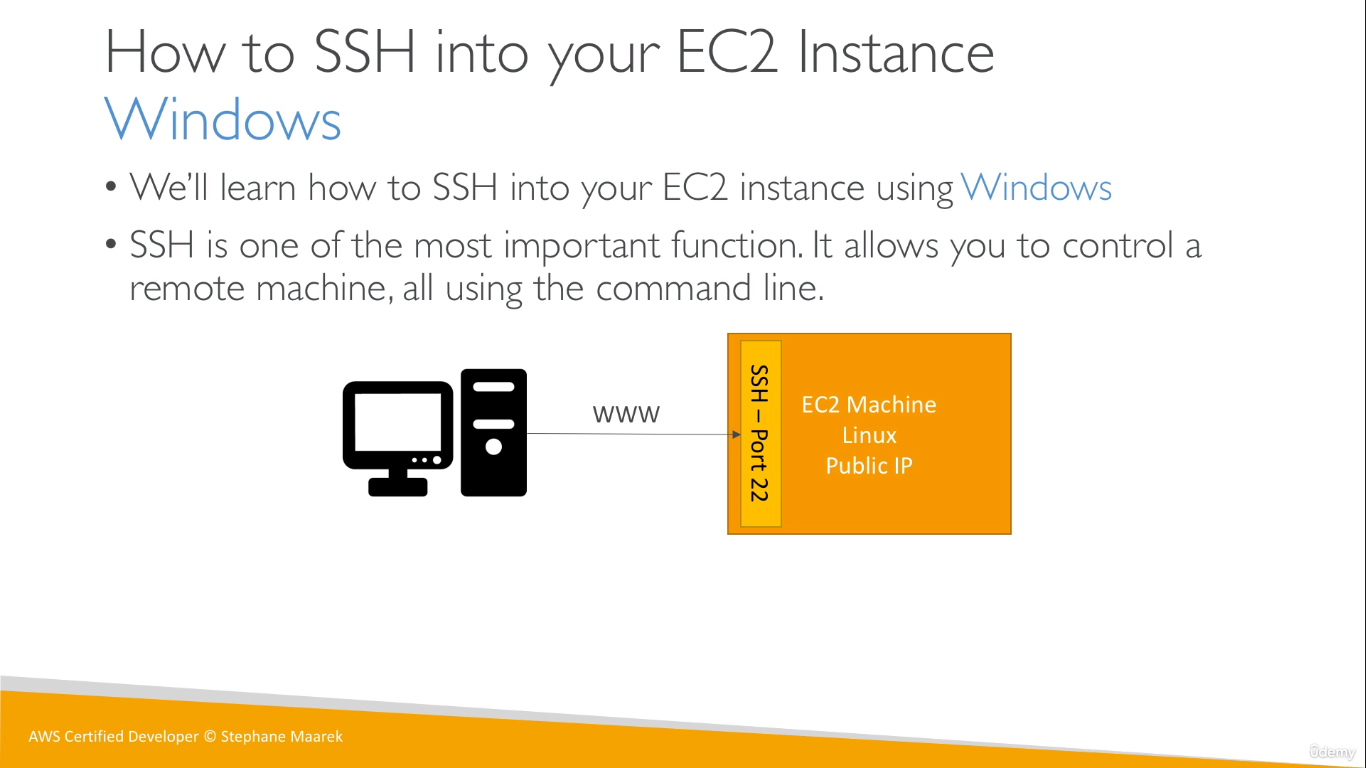 How to SSH into your EC2 Instance
Windows
• We'll learn how to SSH into your EC2 instance using Windows
• SSH is one of the most important function. It allows you to control a
remote machine, all using the command line.
WWW
SSH – Port 22
EC2 Machine
Linux
Public IP
AWS Certified Developer © Stephane Maarek
ûdemy